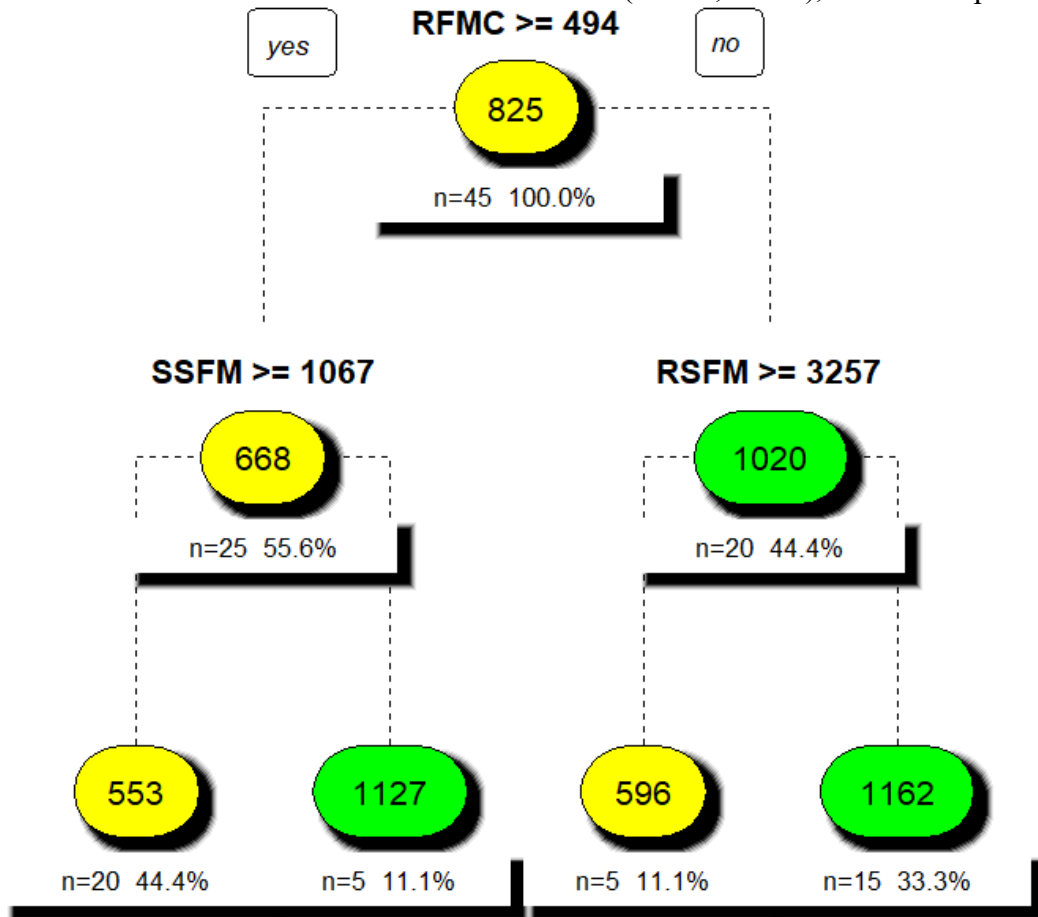 RFMC >= 494
yes
no
825
n=45 100.0%
SSFM >= 1067
RSFM >= 3257
668
1020
n=25 55.6%
n=20 44.4%
553
1127
596
1162
n=20 44.4%
n=5 11.1%
n=5 11.1%
n=15 33.3%